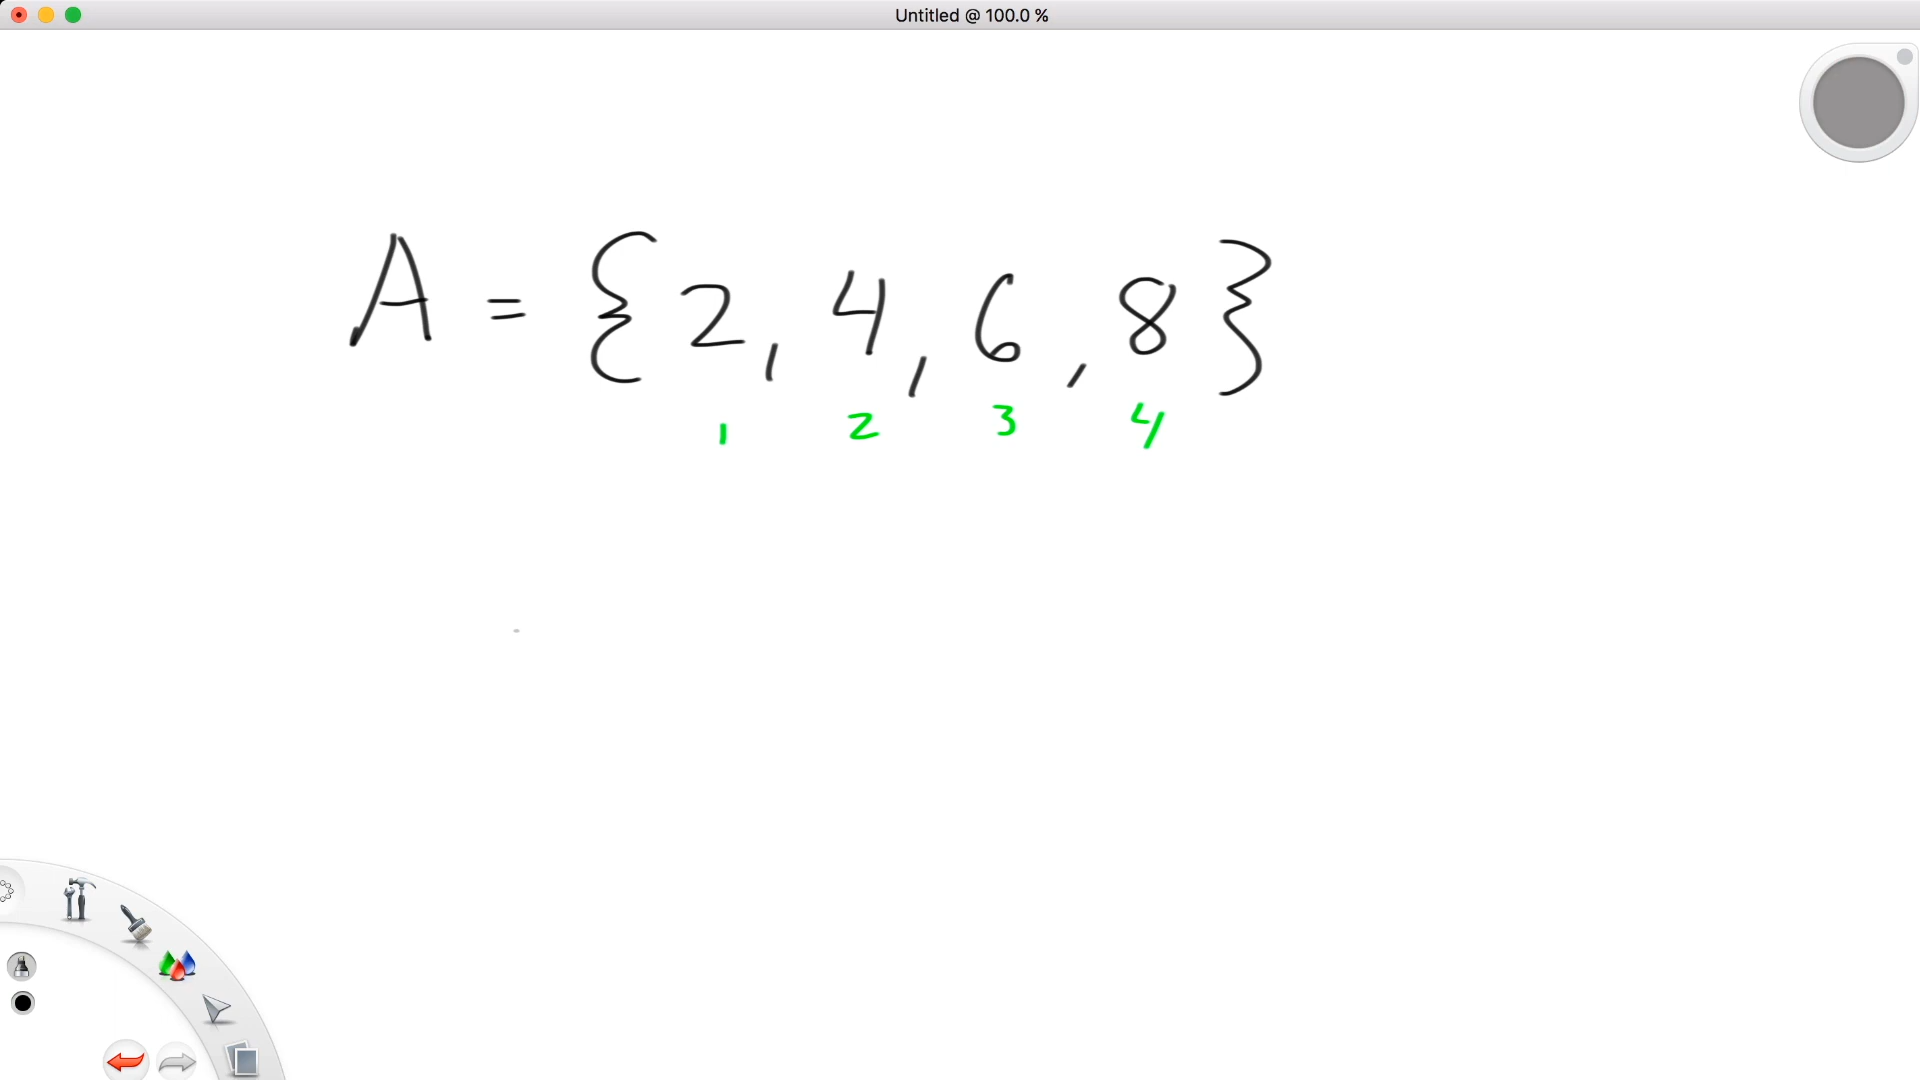 Untitled @ 100.0 %
A = {2, 4, 6, 8}
1 2 3 4